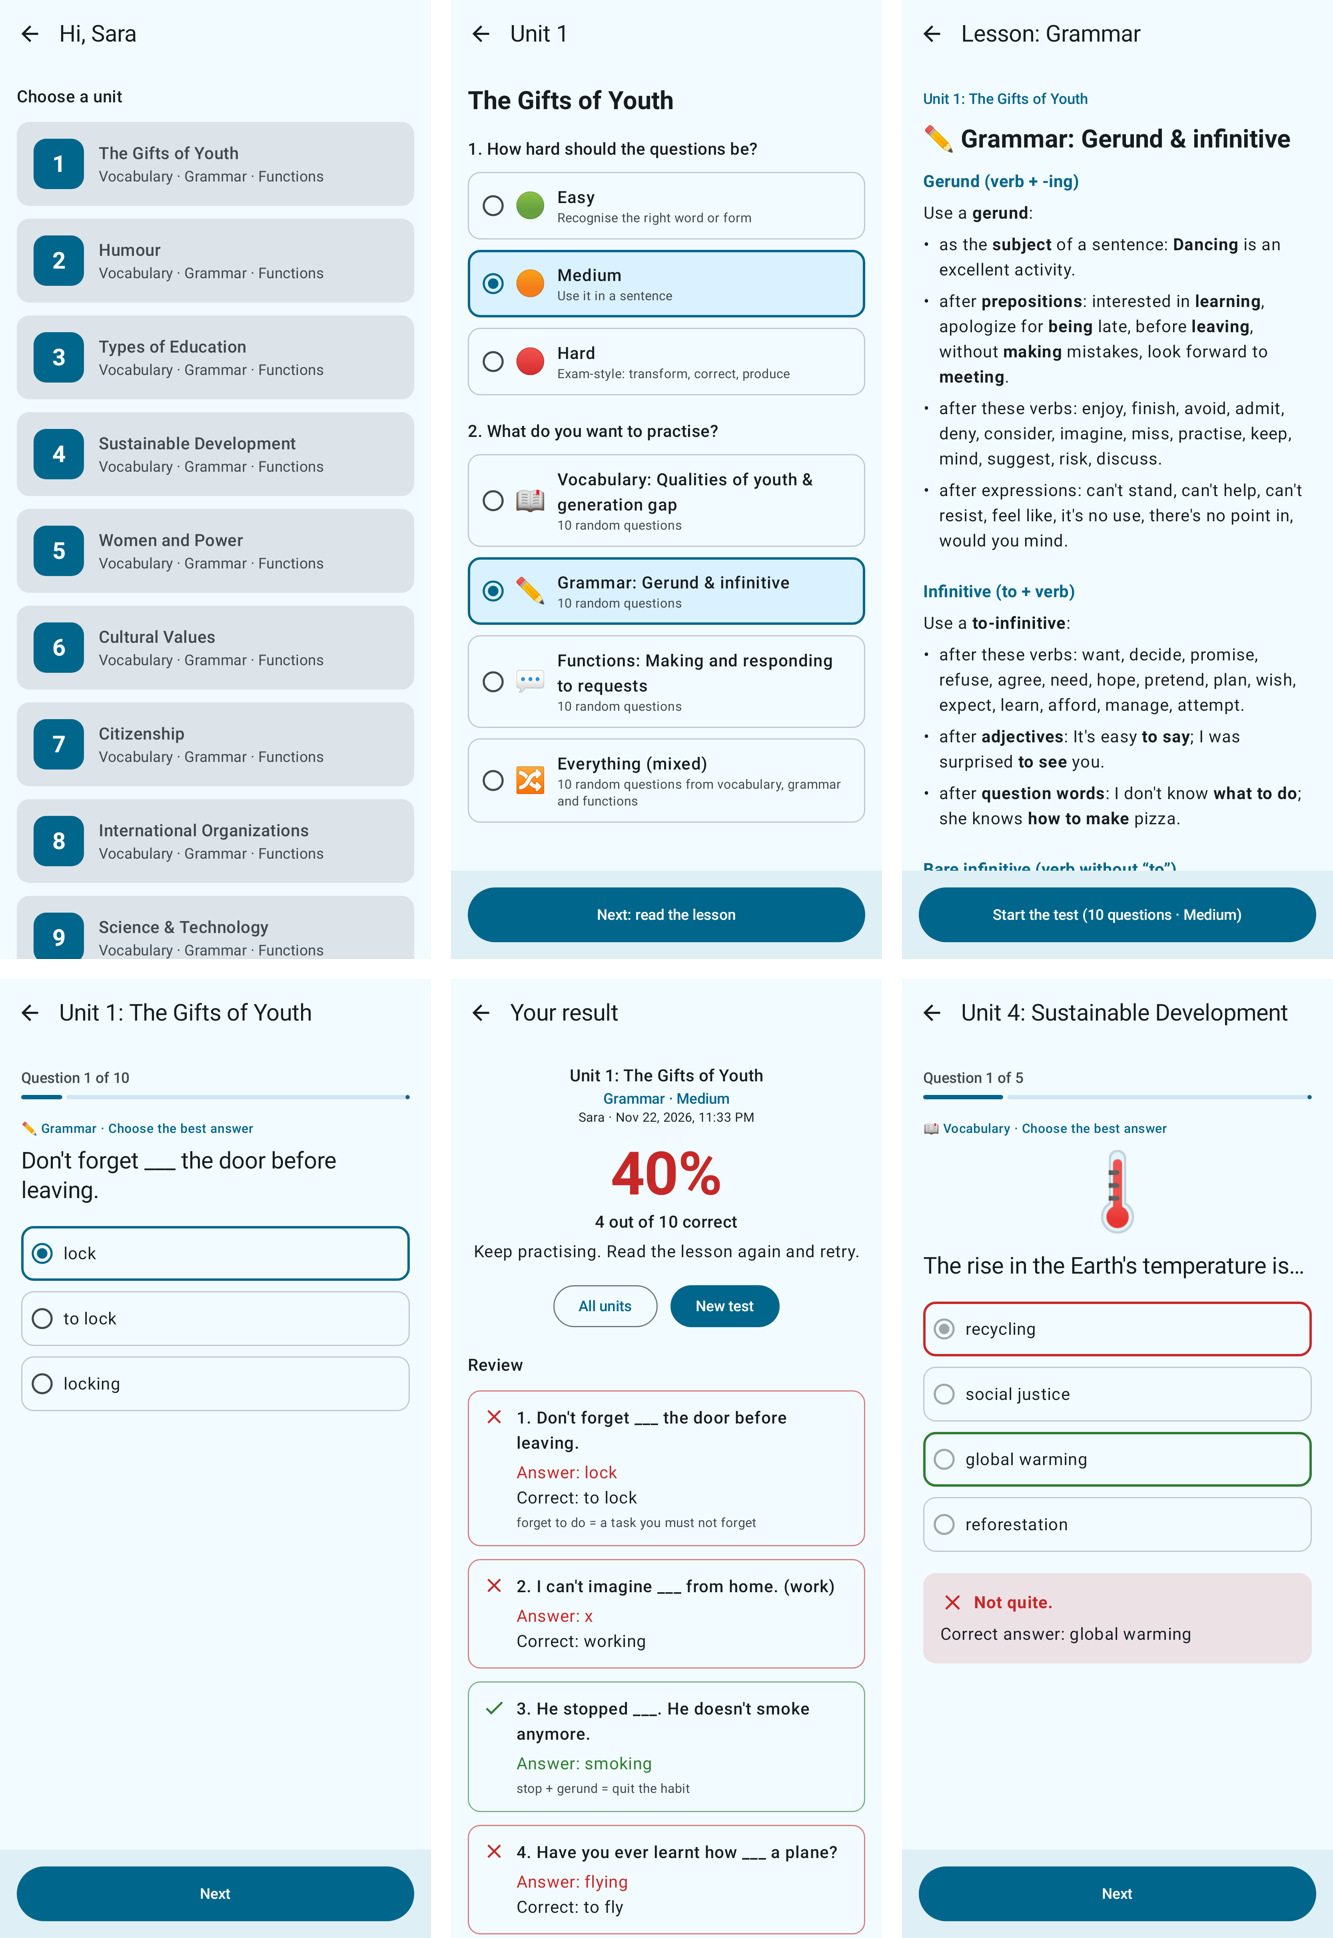 Hi, Sara
Choose a unit
1
The Gifts of Youth
Vocabulary · Grammar · Functions
2
Humour
Vocabulary · Grammar · Functions
3
Types of Education
Vocabulary · Grammar · Functions
4
Sustainable Development
Vocabulary · Grammar · Functions
5
Women and Power
Vocabulary · Grammar · Functions
6
Cultural Values
Vocabulary · Grammar · Functions
7
Citizenship
Vocabulary · Grammar · Functions
8
International Organizations
Vocabulary · Grammar · Functions
9
Science & Technology
Vocabulary · Grammar · Functions
Unit 1
The Gifts of Youth
1. How hard should the questions be?
Easy
Recognise the right word or form
Medium
Use it in a sentence
Hard
Exam-style: transform, correct, produce
2. What do you want to practise?
Vocabulary: Qualities of youth &
generation gap
10 random questions
Grammar: Gerund & infinitive
10 random questions
Functions: Making and responding
to requests
10 random questions
Everything (mixed)
10 random questions from vocabulary, grammar
and functions
Next: read the lesson
Lesson: Grammar
Unit 1: The Gifts of Youth
✏️ Grammar: Gerund & infinitive
Gerund (verb + -ing)
Use a gerund:
• as the subject of a sentence: Dancing is an
excellent activity.
• after prepositions: interested in learning,
apologize for being late, before leaving,
without making mistakes, look forward to
meeting.
• after these verbs: enjoy, finish, avoid, admit,
deny, consider, imagine, miss, practise, keep,
mind, suggest, risk, discuss.
• after expressions: can't stand, can't help, can't
resist, feel like, it's no use, there's no point in,
would you mind.
Infinitive (to + verb)
Use a to-infinitive:
• after these verbs: want, decide, promise,
refuse, agree, need, hope, pretend, plan, wish,
expect, learn, afford, manage, attempt.
• after adjectives: It's easy to say; I was
surprised to see you.
• after question words: I don't know what to do;
she knows how to make pizza.
Bare infinitive (verb without “to”)
Start the test (10 questions · Medium)
Unit 1: The Gifts of Youth
Question 1 of 10
✏️ Grammar · Choose the best answer
Don't forget ___ the door before
leaving.
lock
to lock
locking
Next
Your result
Unit 1: The Gifts of Youth
Grammar · Medium
Sara · Nov 22, 2026, 11:33 PM
40%
4 out of 10 correct
Keep practising. Read the lesson again and retry.
All units
New test
Review
1. Don't forget ___ the door before
leaving.
Answer: lock
Correct: to lock
forget to do = a task you must not forget
2. I can't imagine ___ from home. (work)
Answer: x
Correct: working
3. He stopped ___. He doesn't smoke
anymore.
Answer: smoking
stop + gerund = quit the habit
4. Have you ever learnt how ___ a plane?
Answer: flying
Correct: to fly
Unit 4: Sustainable Development
Question 1 of 5
📖 Vocabulary · Choose the best answer
The rise in the Earth's temperature is...
recycling
social justice
global warming
reforestation
Not quite.
Correct answer: global warming
Next